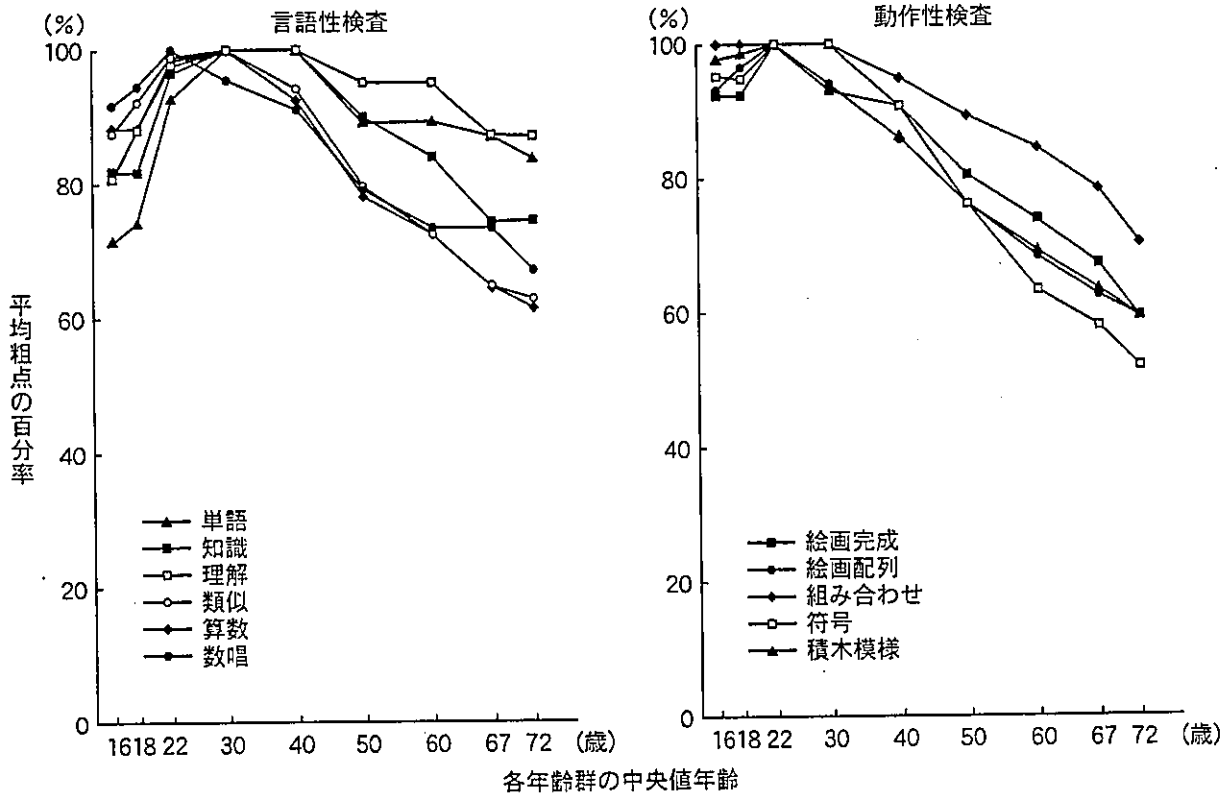 言語性検査
(%)
100
80
60
40
20
0
平均粗点の百分率
単語
知識
理解
類似
算数
数唱
16 18 22 30 40 50 60 67 72 (歳)
動作性検査
(%)
100
80
60
40
20
0
絵画完成
絵画配列
組み合わせ
符号
積木模様
16 18 22 30 40 50 60 67 72 (歳)
各年齢群の中央値年齢